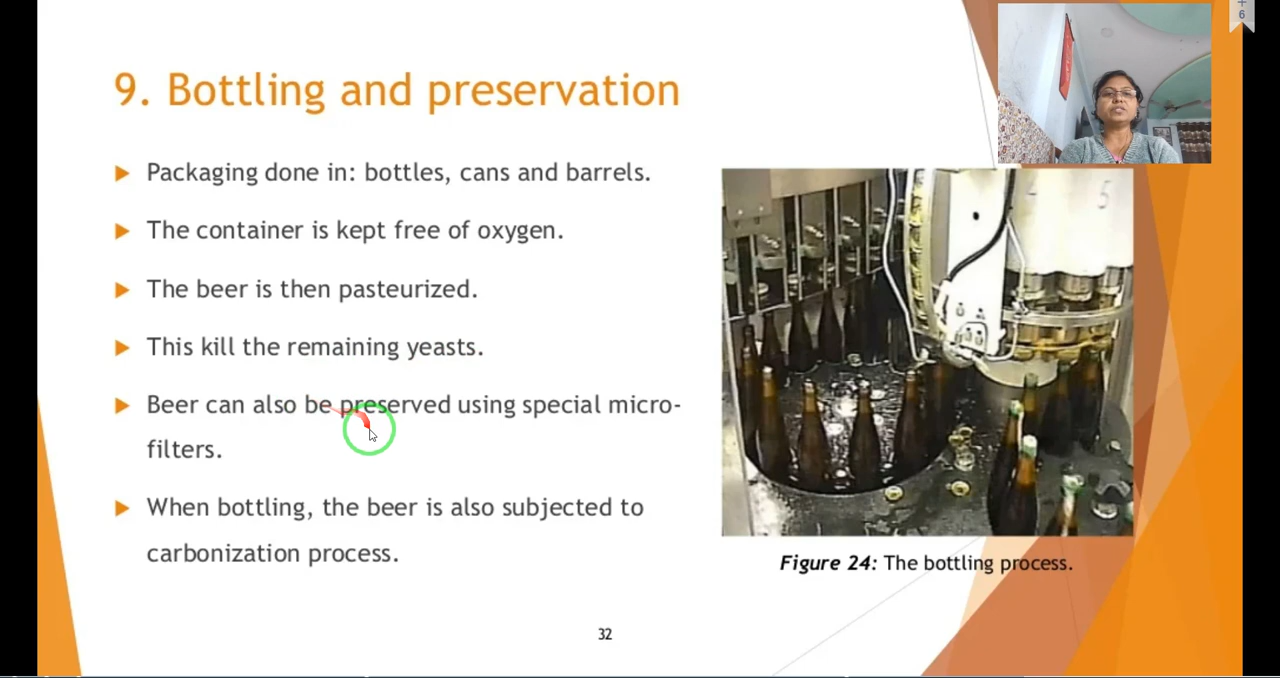 9. Bottling and preservation
Packaging done in: bottles, cans and barrels.
The container is kept free of oxygen.
The beer is then pasteurized.
This kill the remaining yeasts.
Beer can also be preserved using special micro-
filters.
When bottling, the beer is also subjected to
carbonization process.
5
Figure 24: The bottling process.
32
+
6